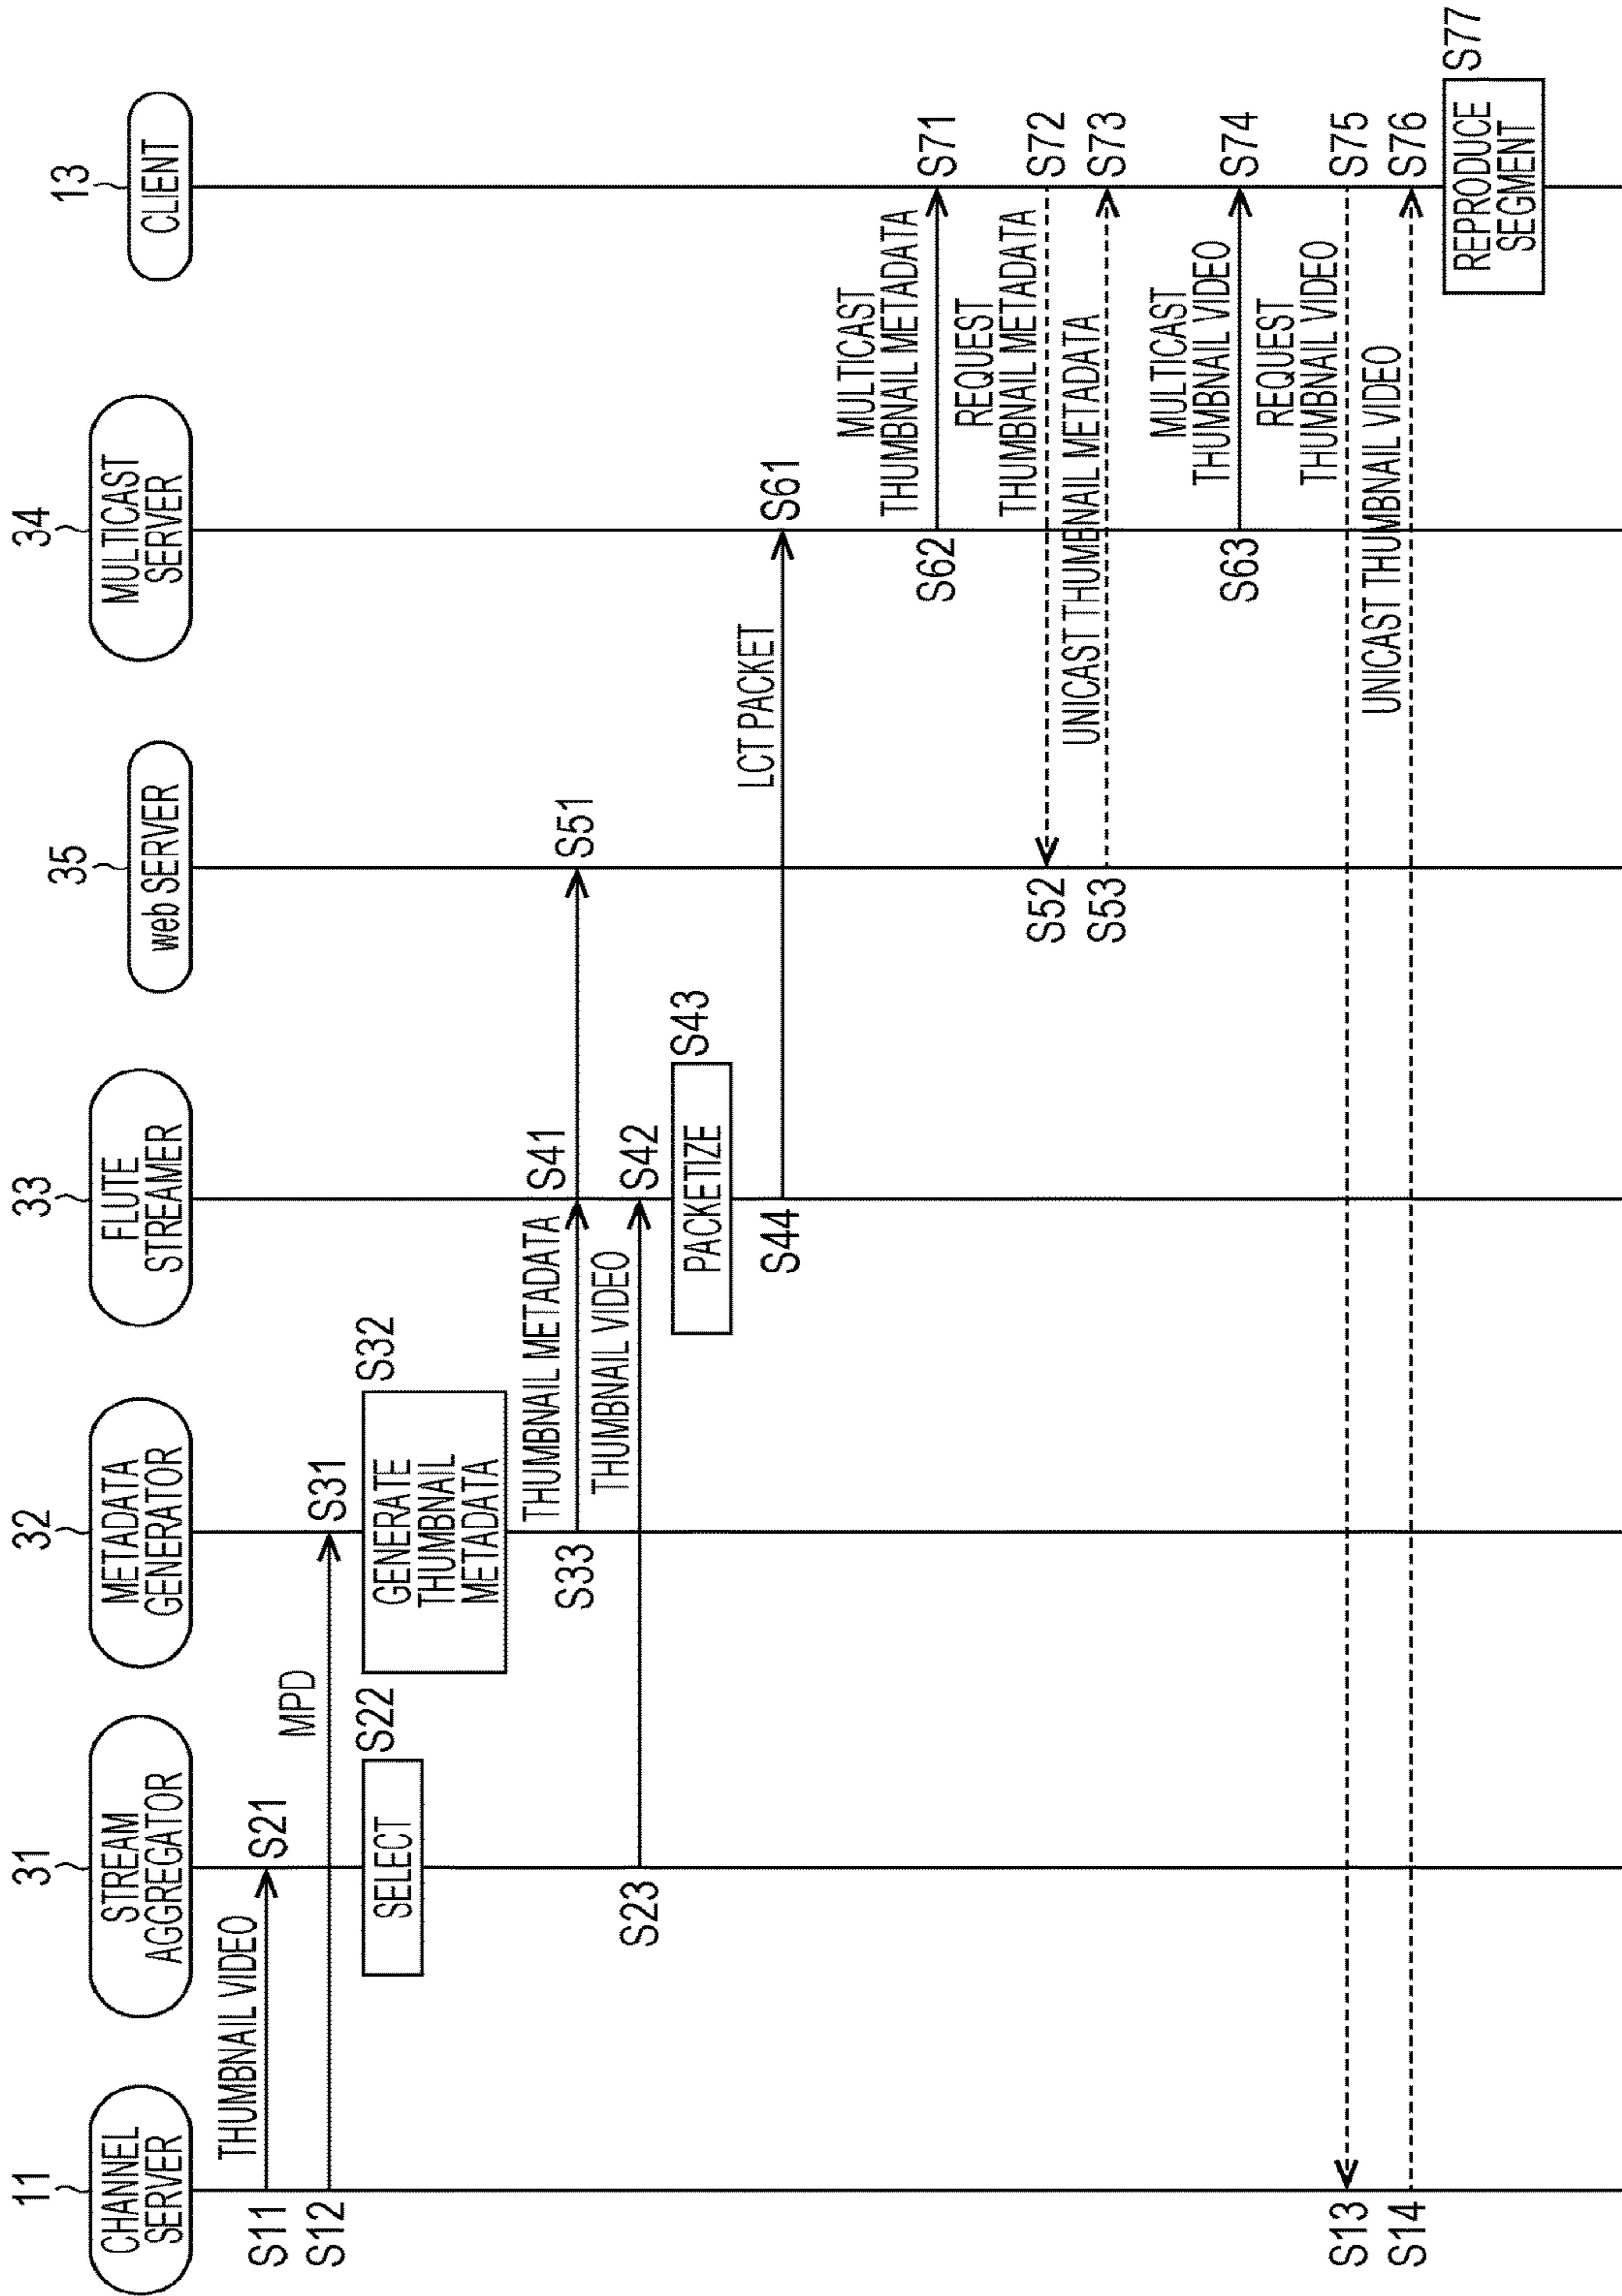 11
CHANNEL
SERVER
31
STREAM
AGGREGATOR
32
METADATA
GENERATOR
33
FLUTE
STREAMER
35
web SERVER
34
MULTICAST
SERVER
13
CLIENT
S11
THUMBNAIL VIDEO
S21
S12
MPD
S31
SELECT
S22
GENERATE
THUMBNAIL
METADATA
S32
S33
THUMBNAIL METADATA
S41
S51
S23
THUMBNAIL VIDEO
S42
PACKETIZE
S43
S44
LCT PACKET
S61
S62
MULTICAST
THUMBNAIL METADATA
S71
S52
REQUEST
THUMBNAIL METADATA
S72
S53
UNICAST THUMBNAIL METADATA
S73
S63
MULTICAST
THUMBNAIL VIDEO
S74
S13
REQUEST
THUMBNAIL VIDEO
S75
S14
UNICAST THUMBNAIL VIDEO
S76
REPRODUCE
SEGMENT
S77